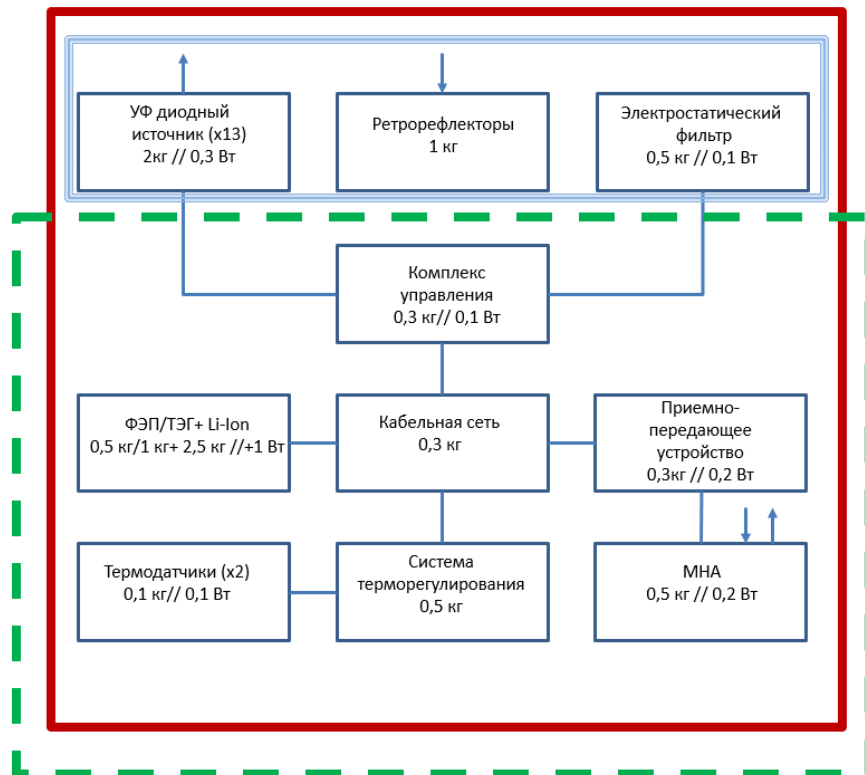 УФ диодный
источник (x13)
2кг // 0,3 Вт
Ретрорефлекторы
1 кг
Электростатический
фильтр
0,5 кг // 0,1 Вт
Комплекс
управления
0,3 кг// 0,1 Вт
ФЭП/ТЭГ+ Li-Ion
0,5 кг/1 кг+ 2,5 кг //+1 Вт
Кабельная сеть
0,3 кг
Приемно-
передающее
устройство
0,3кг // 0,2 Вт
Термодатчики (x2)
0,1 кг// 0,1 Вт
Система
терморегулирования
0,5 кг
МНА
0,5 кг // 0,2 Вт